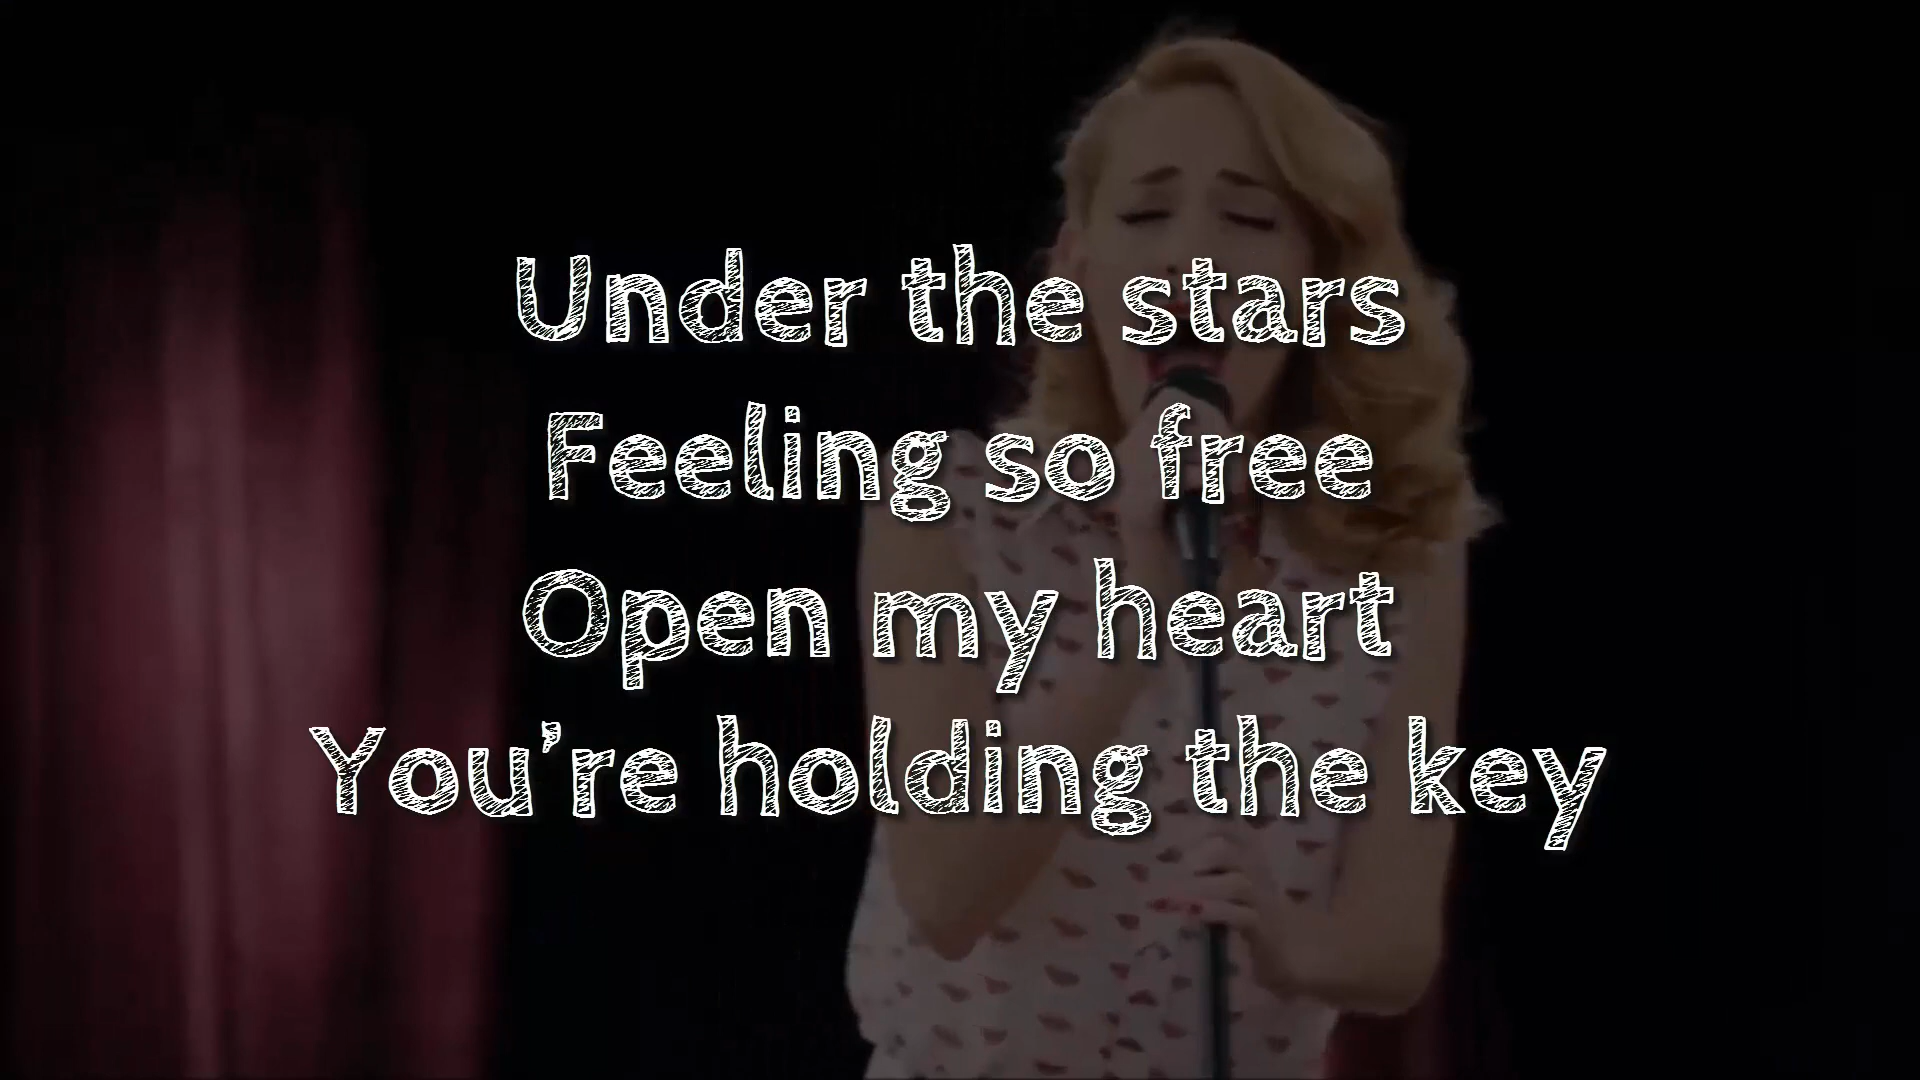 Under the stars
Feeling so free
Open my heart
You're holding the key